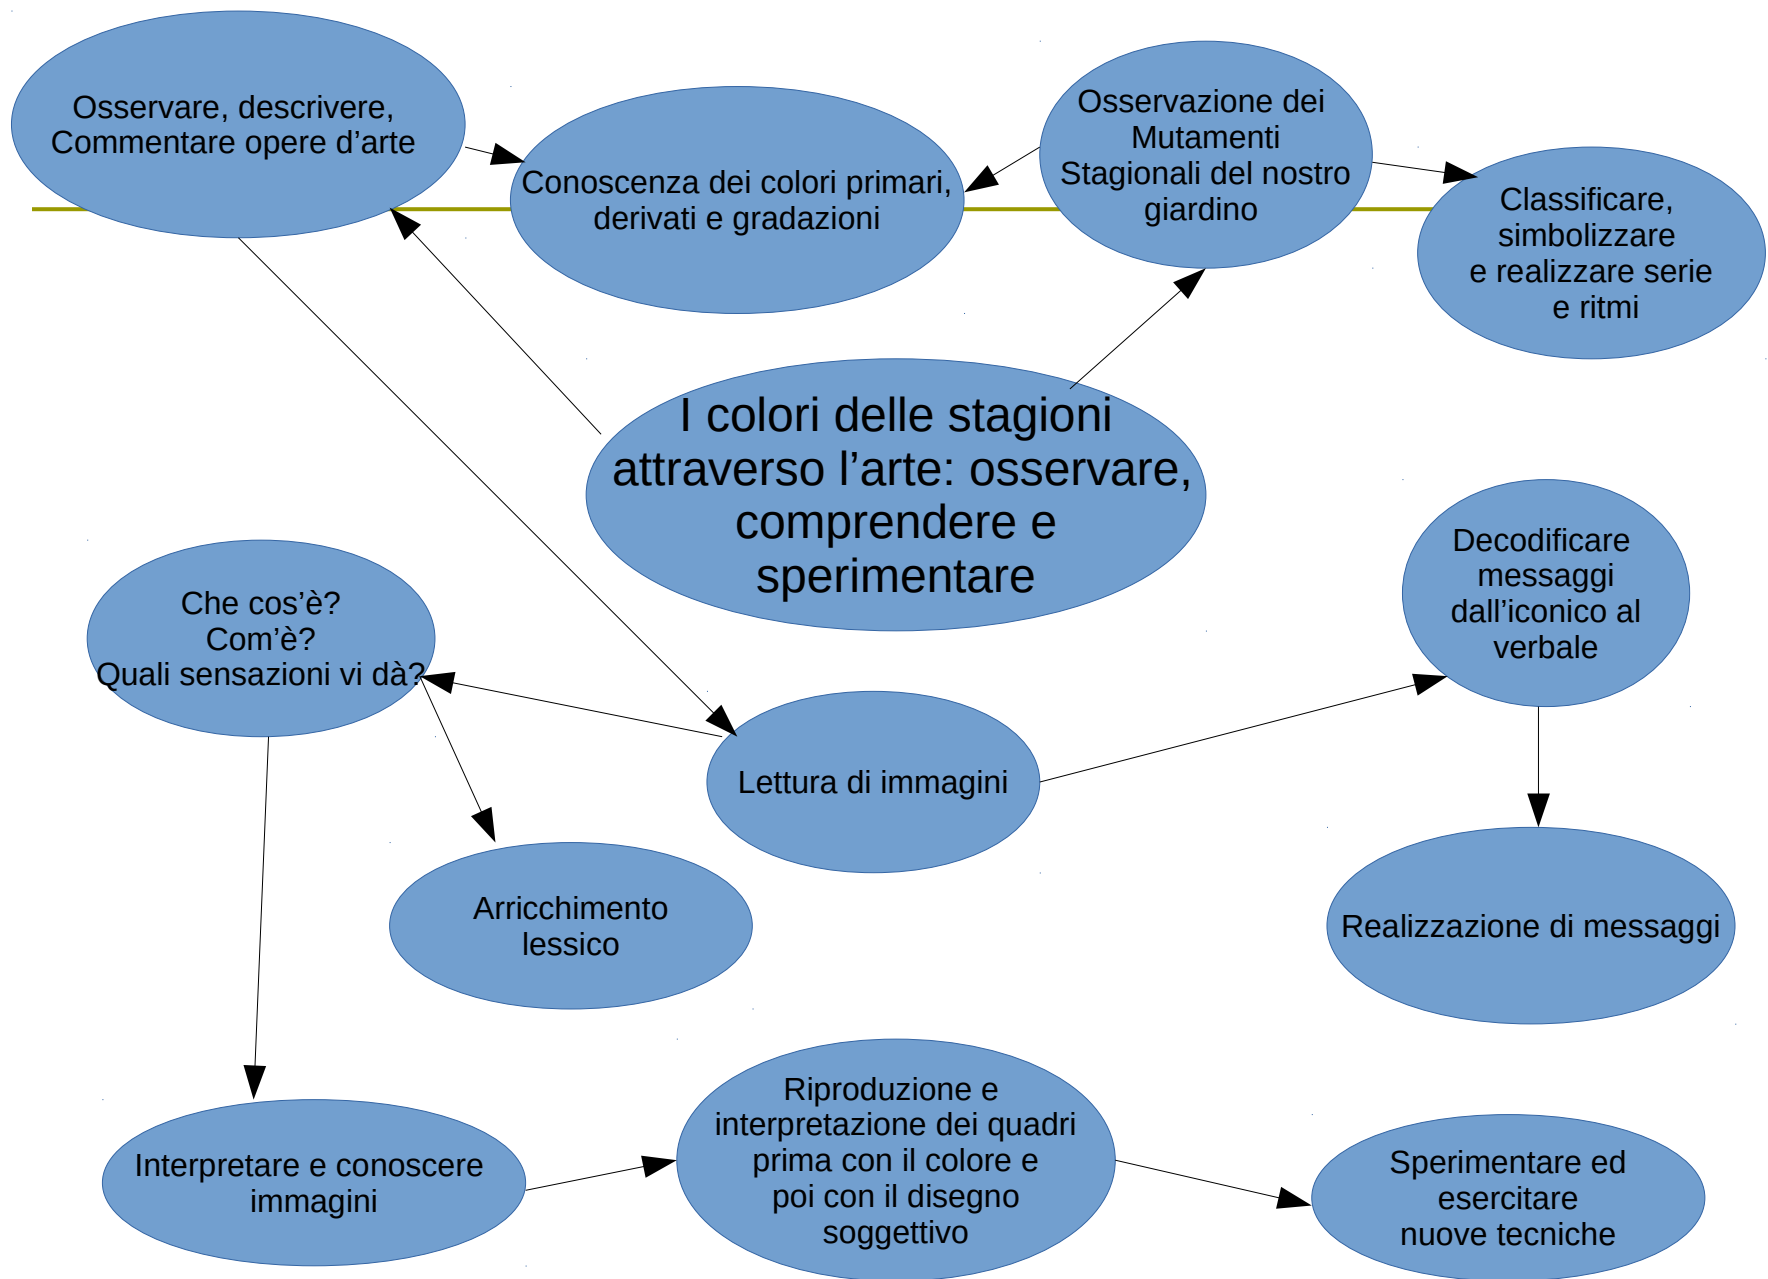 Osservare, descrivere,
Commentare opere d’arte
Conoscenza dei colori primari,
derivati e gradazioni
Osservazione dei
Mutamenti
Stagionali del nostro
giardino
Classificare,
simbolizzare
e realizzare serie
e ritmi
I colori delle stagioni
attraverso l’arte: osservare,
comprendere e
sperimentare
Che cos’è?
Com’è?
Quali sensazioni vi dà?
Decodificare
messaggi
dall’iconico al
verbale
Lettura di immagini
Arricchimento
lessico
Realizzazione di messaggi
Interpretare e conoscere
immagini
Riproduzione e
interpretazione dei quadri
prima con il colore e
poi con il disegno
soggettivo
Sperimentare ed
esercitare
nuove tecniche